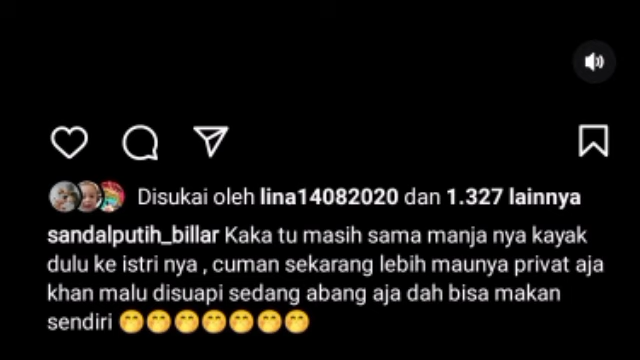 Disukai oleh lina14082020 dan 1.327 lainnya
sandalputih_billar Kaka tu masih sama manja nya kayak
dulu ke istri nya , cuman sekarang lebih maunya privat aja
khan malu disuapi sedang abang aja dah bisa makan
sendiri 🤭🤭🤭🤭🤭🤭🤭